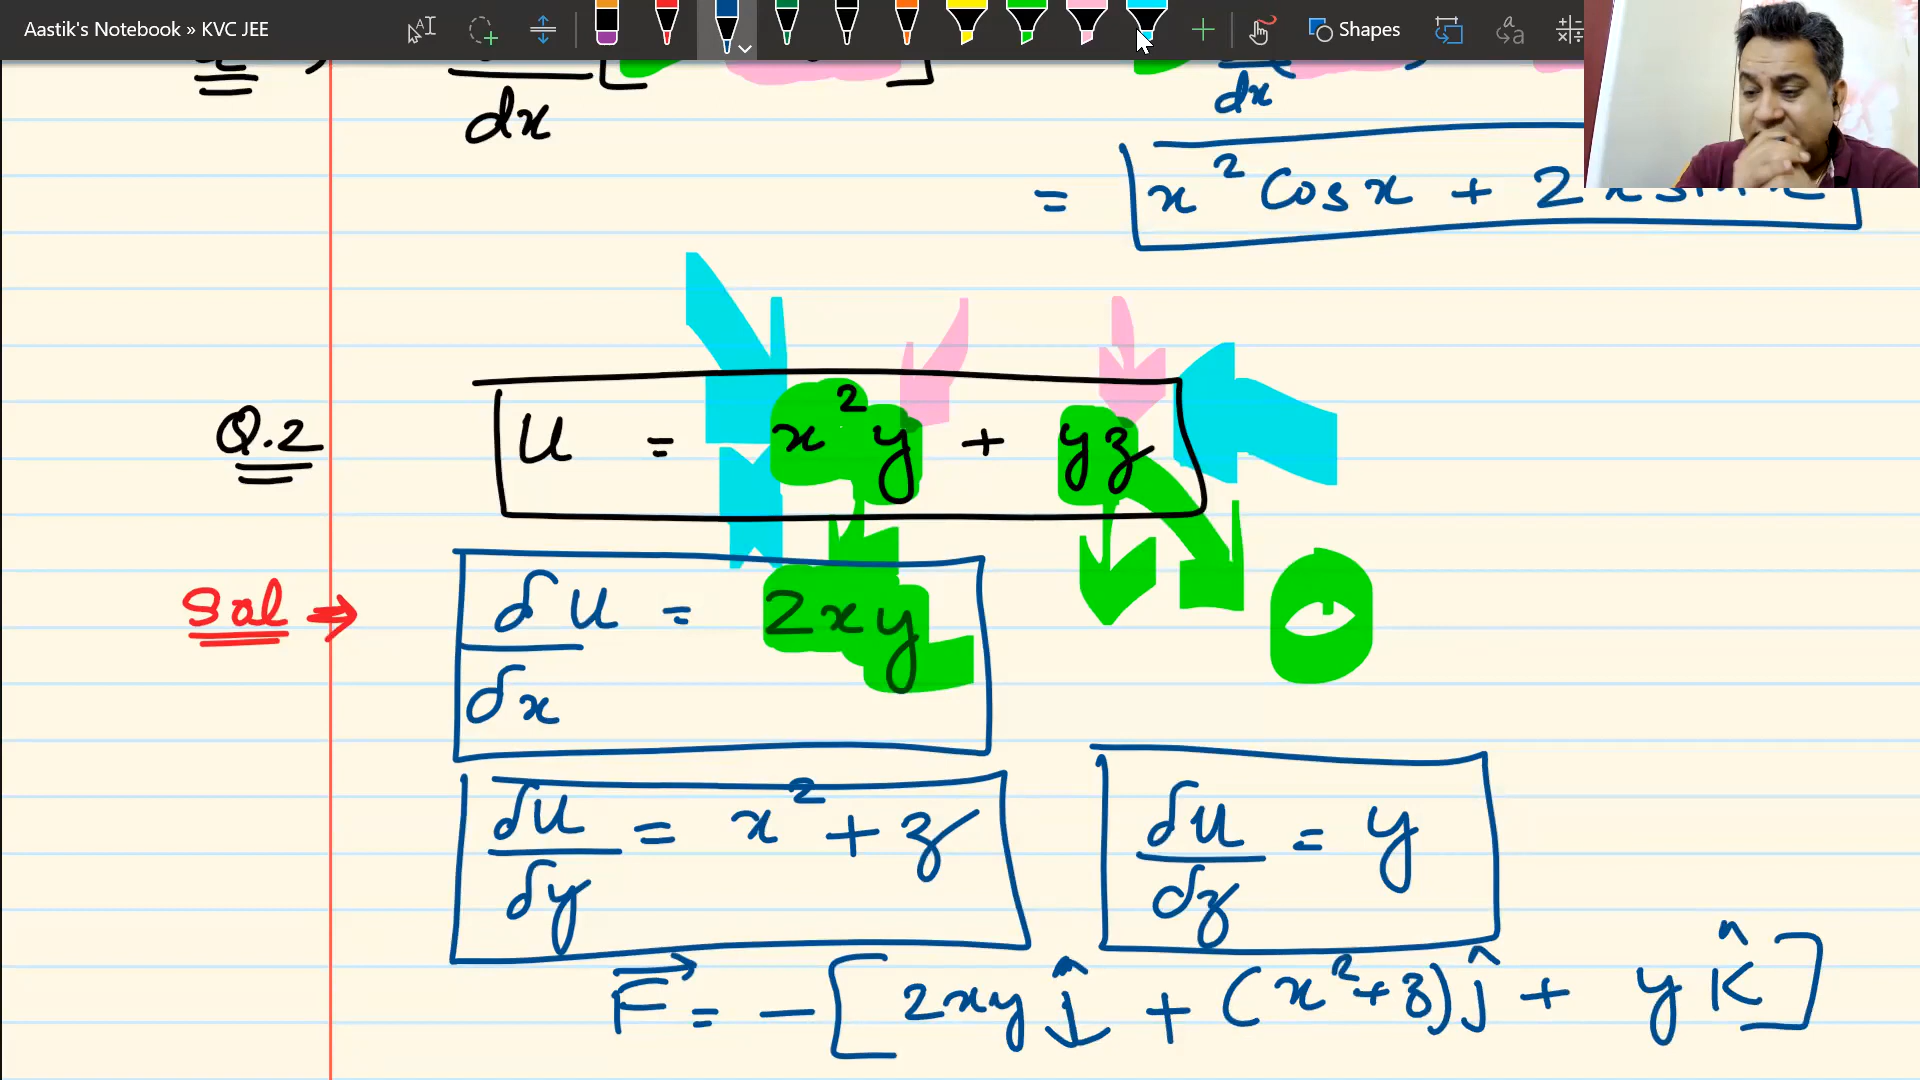 Aastik's Notebook » KVC JEE
Shapes
dx
dx
= x² Cos x + 2
Q.2 U = x²y + yz
Sol ⇒ δU/δx = 2xy
δU/δy = x² + z
δU/δz = y
F⃗ = - [ 2xy î + (x²+z) ĵ + y k̂ ]